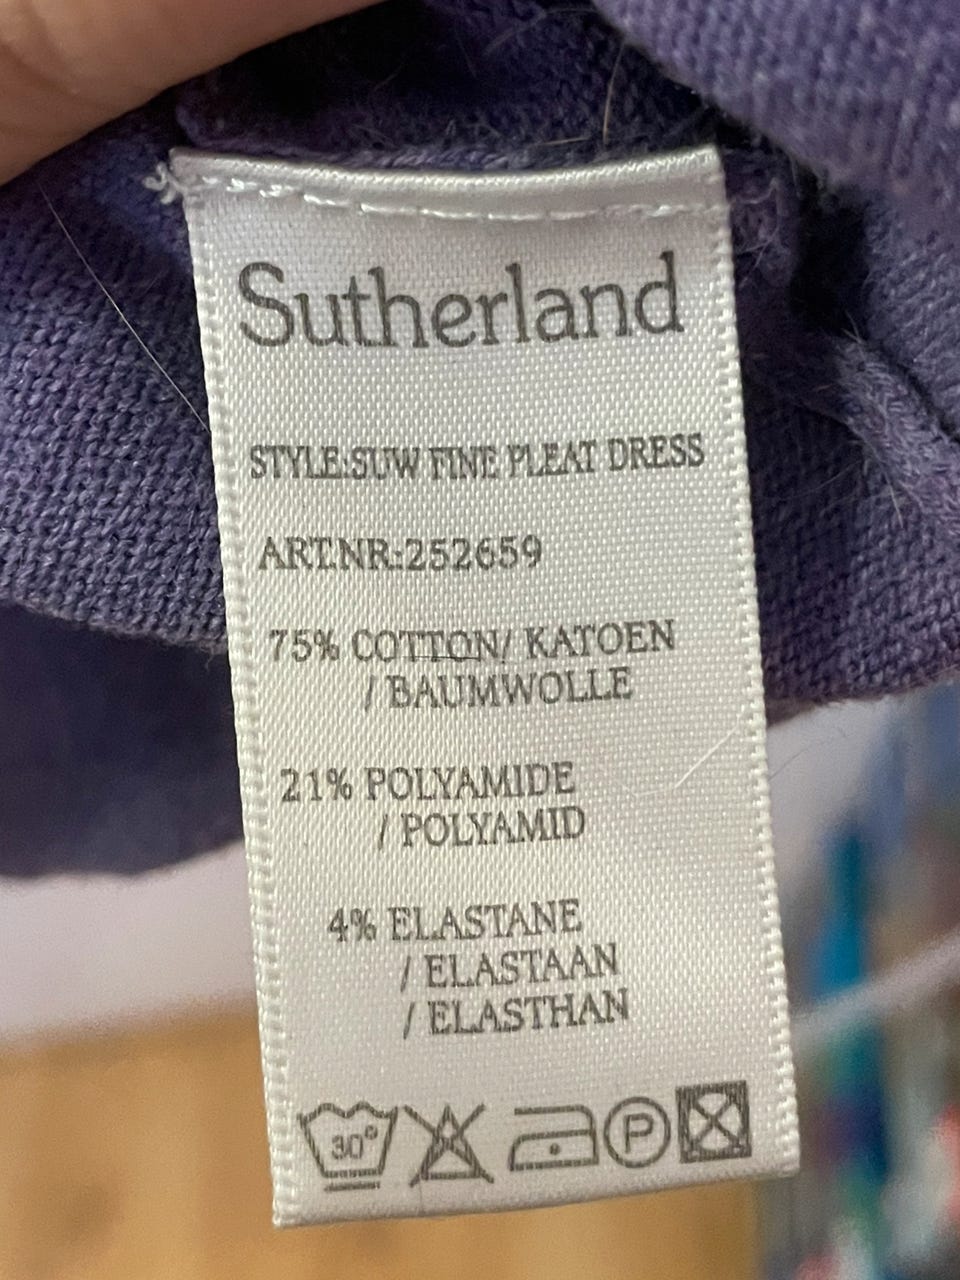 Sutherland
STYLE:SUW FINE PLEAT DRESS
ART.NR:252659
75% COTTON/ KATOEN
/ BAUMWOLLE
21% POLYAMIDE
/ POLYAMID
4% ELASTANE
/ ELASTAAN
/ ELASTHAN
30° P